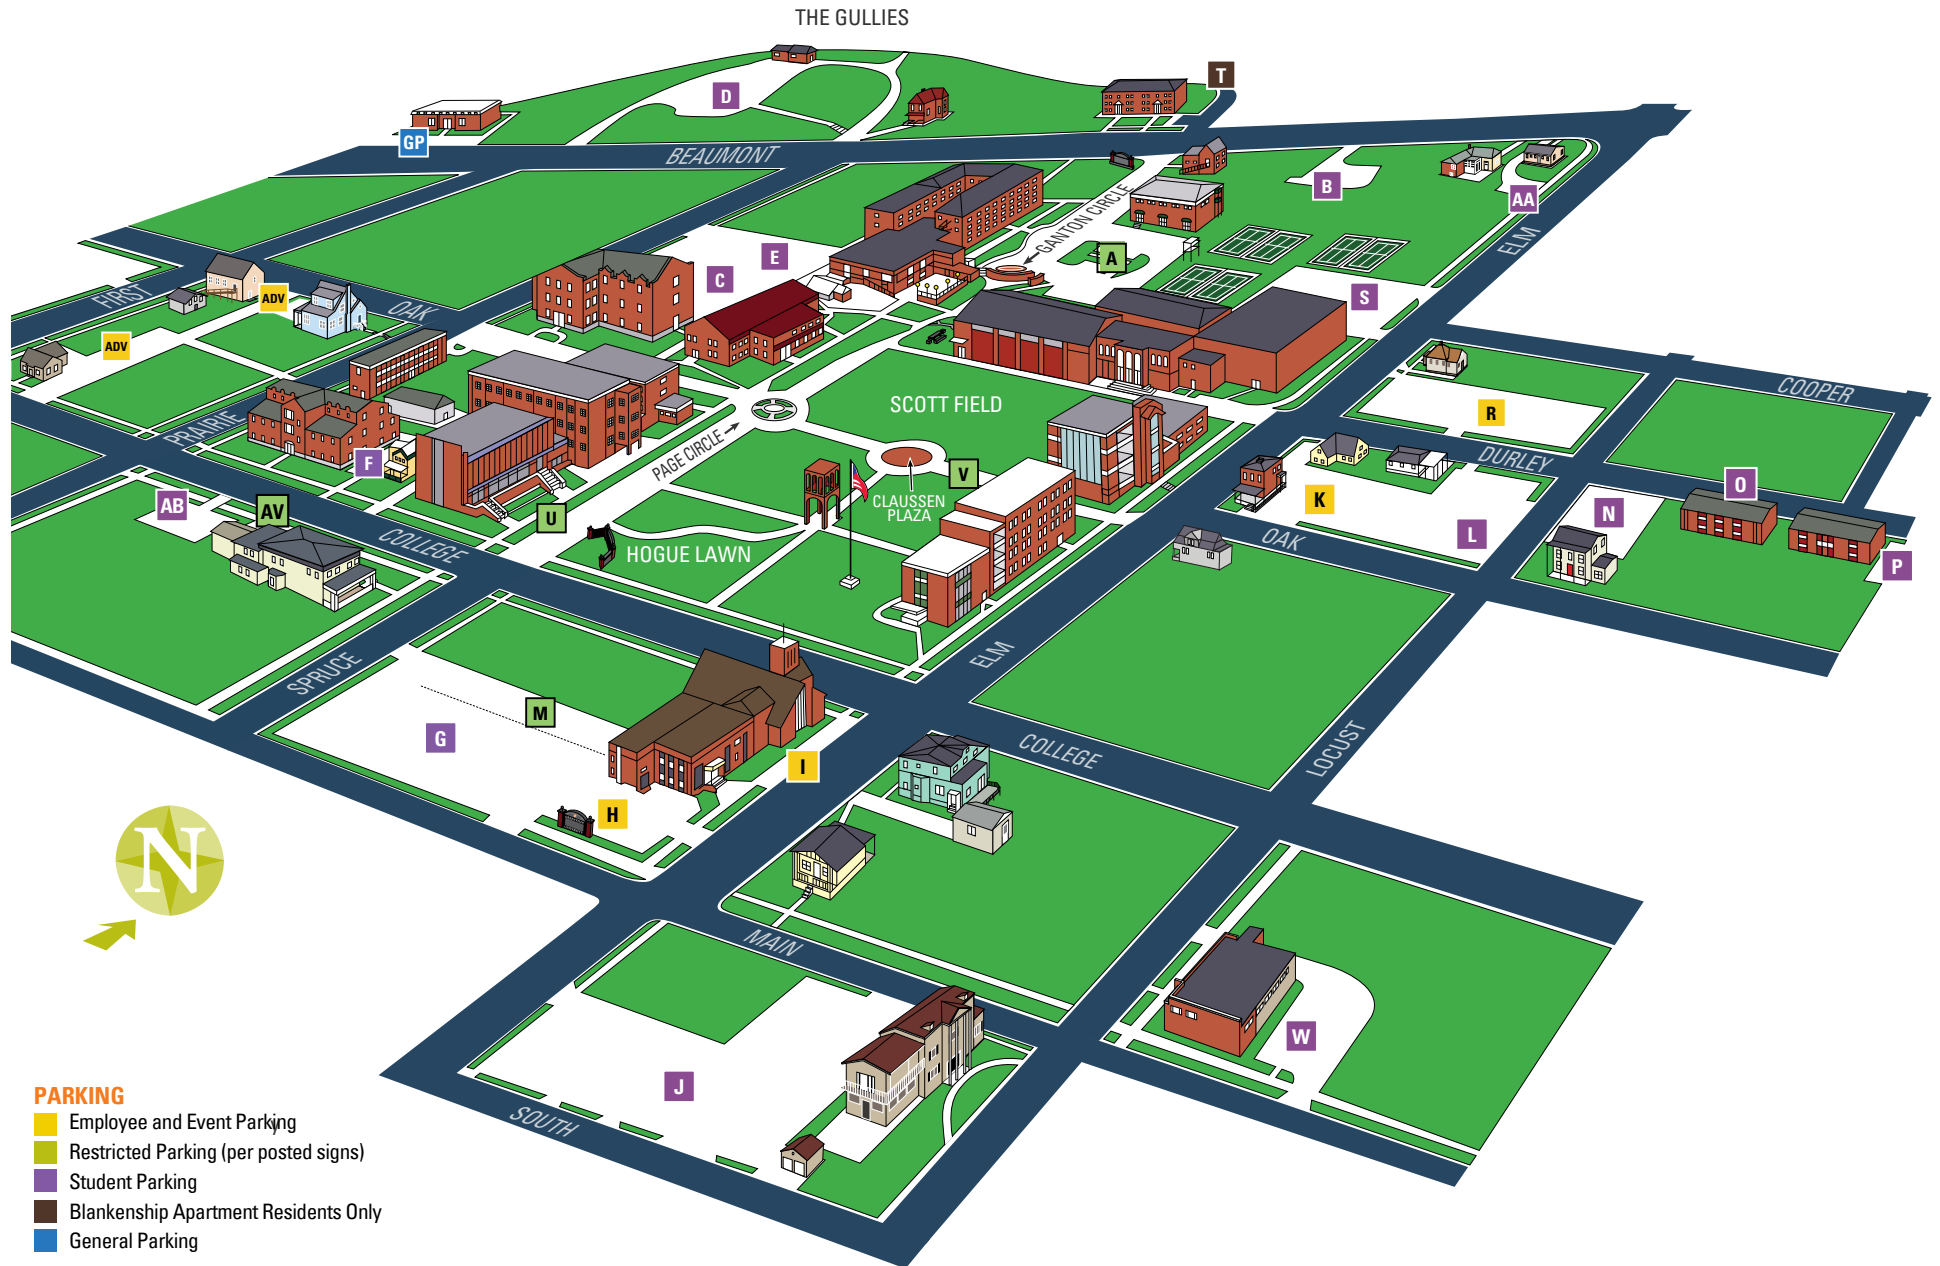 THE GULLIES
T
D
GP
BEAUMONT
B
AA
GANTON CIRCLE
ELM
E
A
C
S
FIRST
ADV
OAK
ADV
COOPER
SCOTT FIELD
R
PRAIRIE
PAGE CIRCLE
DURLEY
F
V
CLAUSSEN
PLAZA
O
K
AB
AV
U
N
L
OAK
COLLEGE
HOGUE LAWN
P
SPRUCE
ELM
M
G
COLLEGE
LOCUST
I
H
N
MAIN
W
J
SOUTH
PARKING
Employee and Event Parking
Restricted Parking (per posted signs)
Student Parking
Blankenship Apartment Residents Only
General Parking